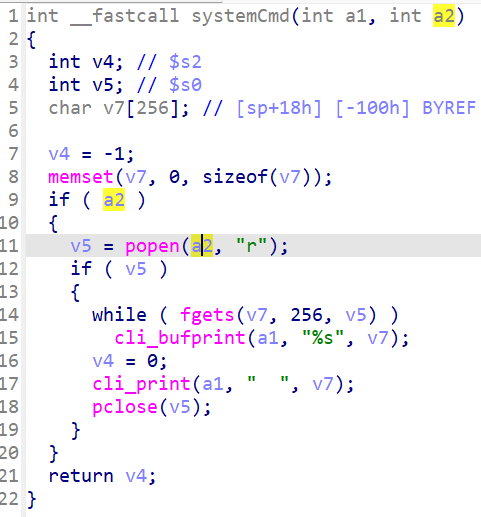 1 int __fastcall systemCmd(int a1, int a2)
2 {
3 int v4; // $s2
4 int v5; // $s0
5 char v7[256]; // [sp+18h] [-100h] BYREF
6
7 v4 = -1;
8 memset(v7, 0, sizeof(v7));
9 if ( a2 )
10 {
11 v5 = popen(a2, "r");
12 if ( v5 )
13 {
14 while ( fgets(v7, 256, v5) )
15 cli_bufprint(a1, "%s", v7);
16 v4 = 0;
17 cli_print(a1, "  ", v7);
18 pclose(v5);
19 }
20 }
21 return v4;
22 }